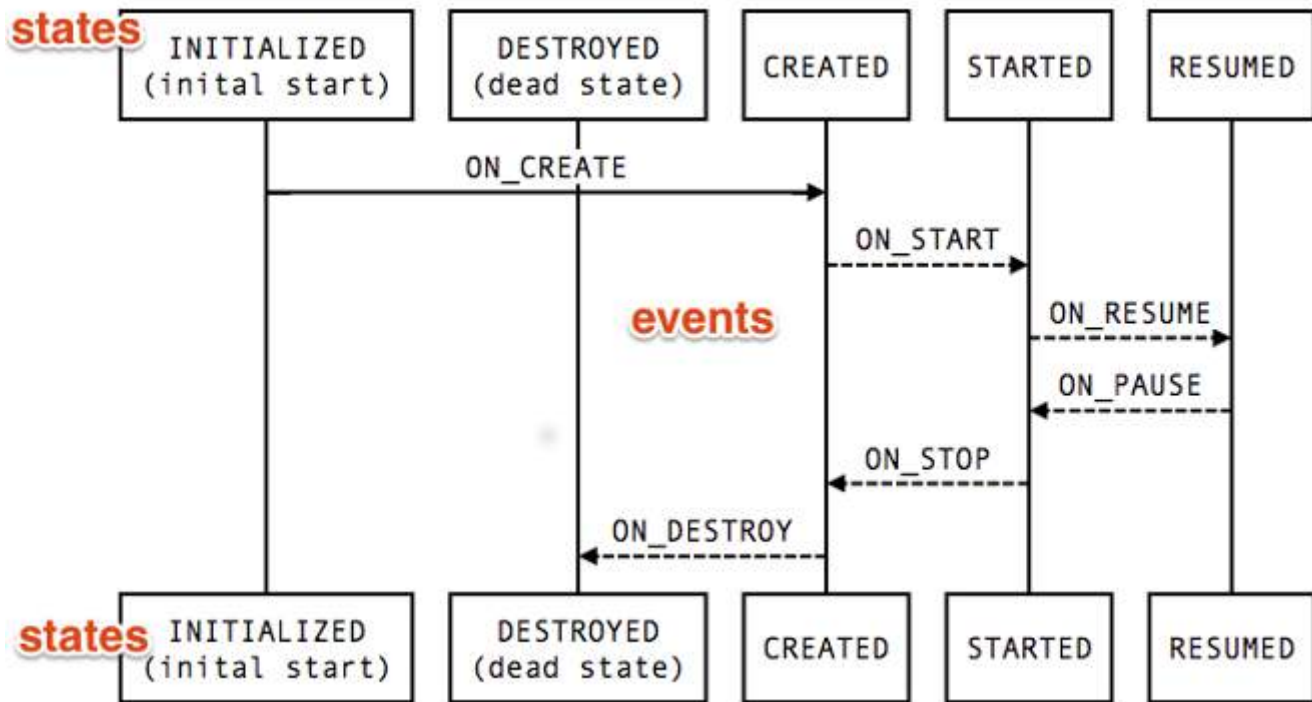 states
INITIALIZED
(inital start)
DESTROYED
(dead state)
CREATED
STARTED
RESUMED
ON_CREATE
ON_START
events
ON_RESUME
ON_PAUSE
ON_STOP
ON_DESTROY
states
INITIALIZED
(inital start)
DESTROYED
(dead state)
CREATED
STARTED
RESUMED